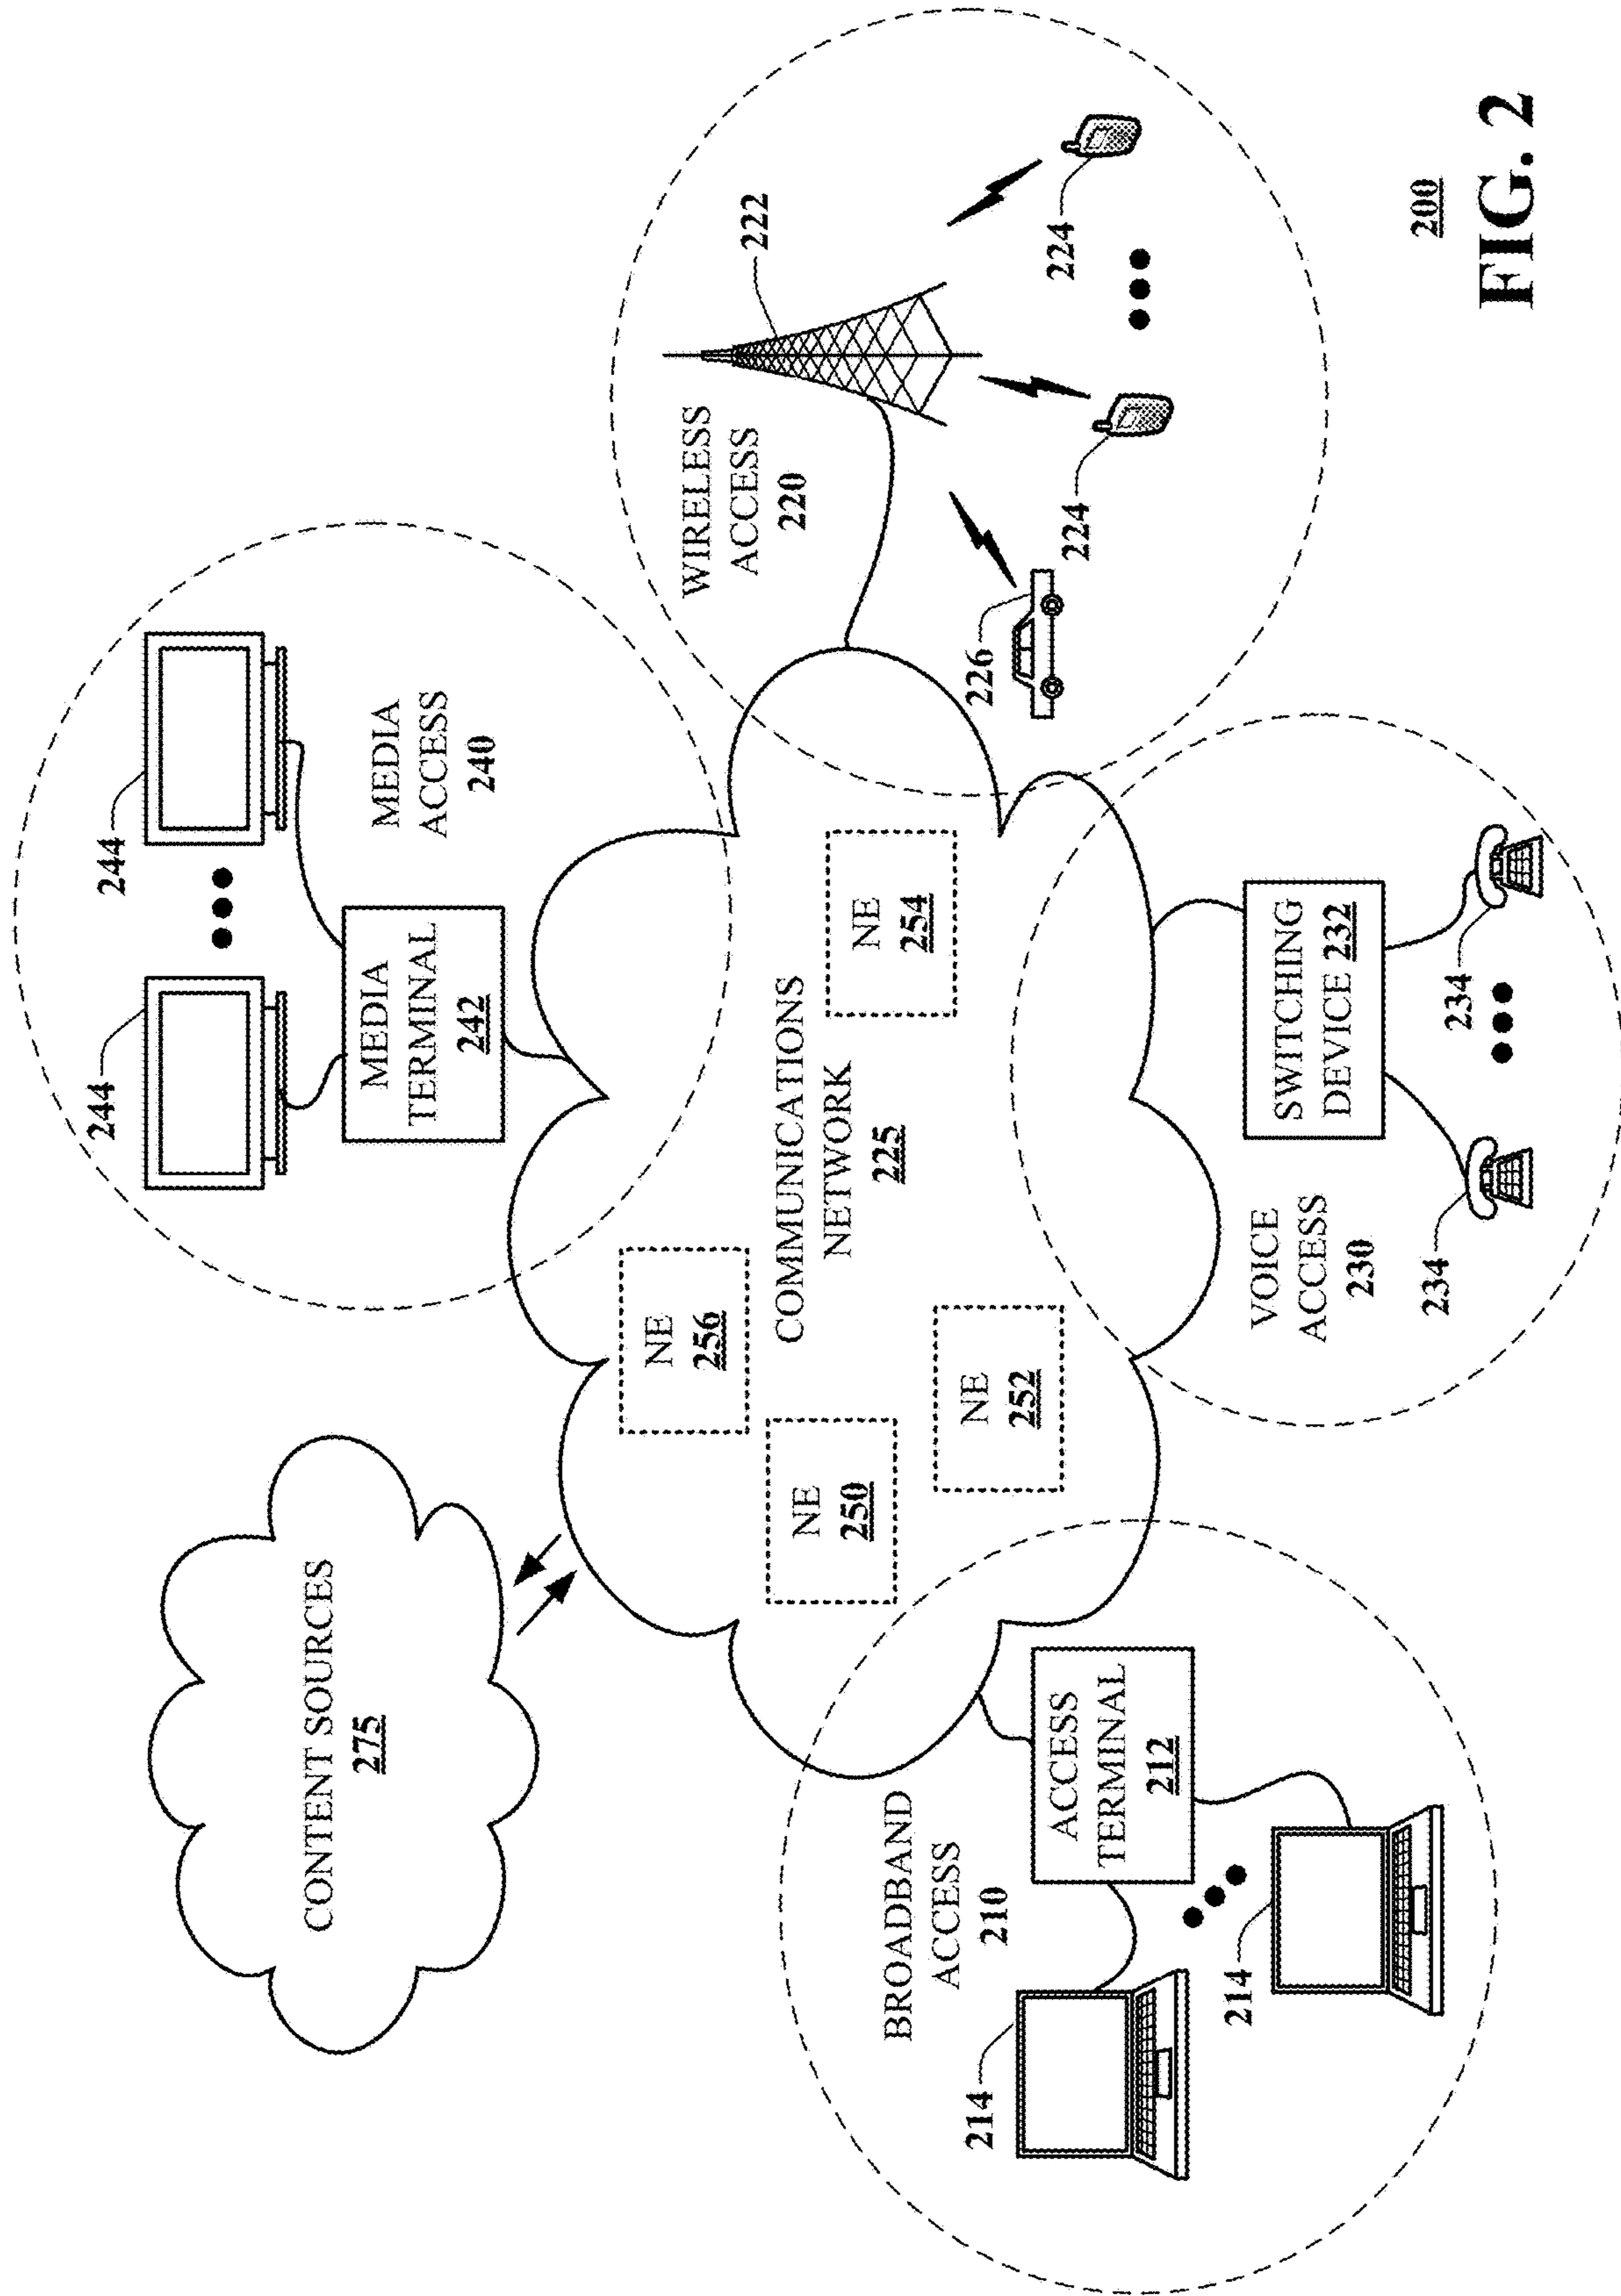 CONTENT SOURCES
275
244
244
MEDIA
TERMINAL
242
MEDIA
ACCESS
240
NE
256
NE
250
NE
252
NE
254
COMMUNICATIONS
NETWORK
225
WIRELESS
ACCESS
220
222
224
224
226
BROADBAND
ACCESS
210
ACCESS
TERMINAL
212
214
214
VOICE
ACCESS
230
SWITCHING
DEVICE 232
234
234
200
FIG. 2